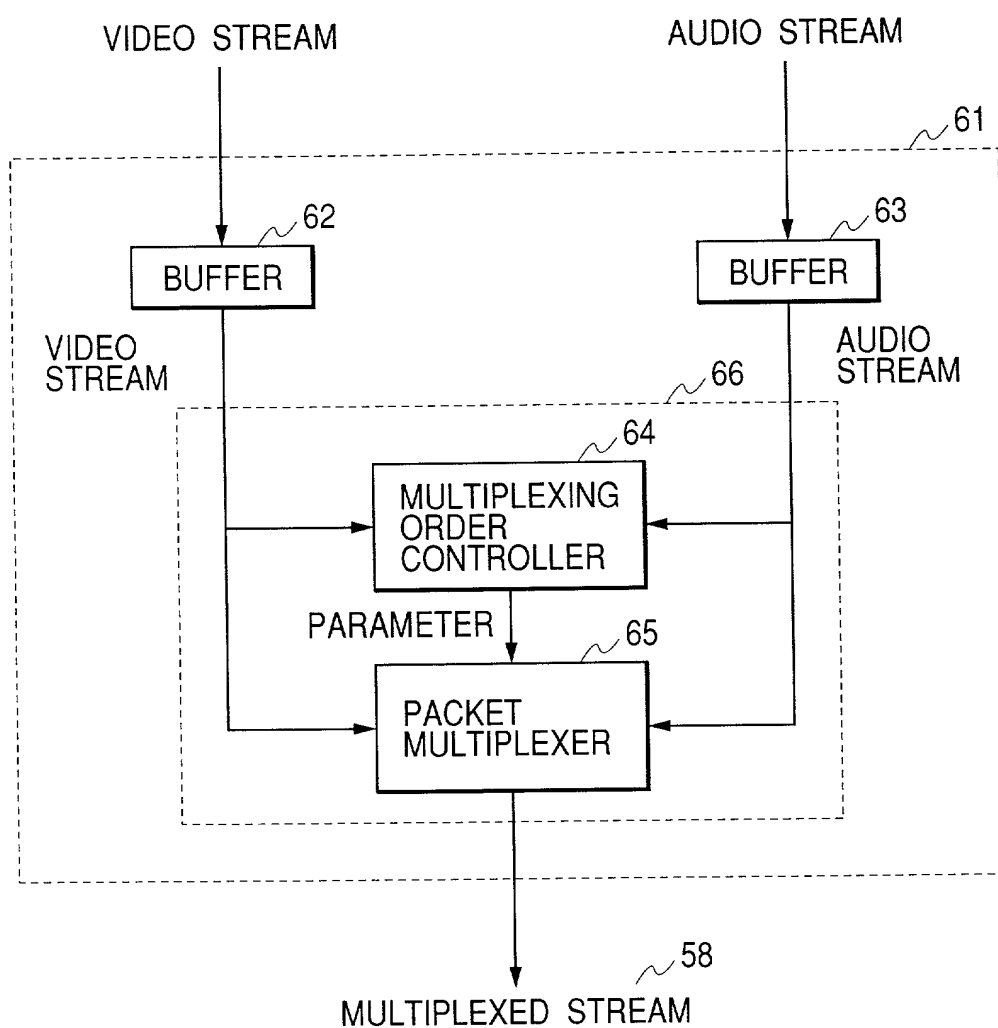 VIDEO STREAM
AUDIO STREAM
61
62
63
BUFFER
BUFFER
VIDEO
STREAM
AUDIO
STREAM
66
64
MULTIPLEXING
ORDER
CONTROLLER
PARAMETER
65
PACKET
MULTIPLEXER
58
MULTIPLEXED STREAM